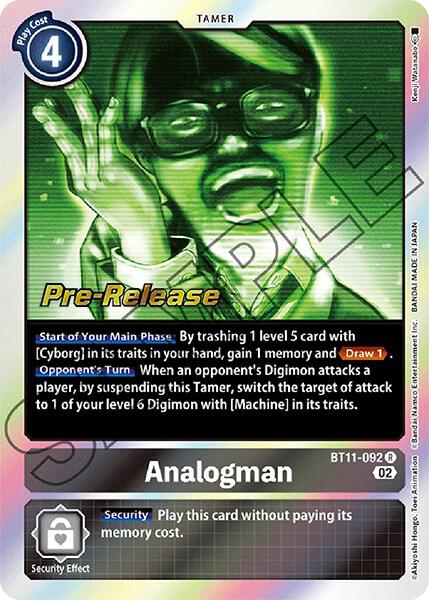 TAMER
Play Cost
4
Kenji Watanabe
SAMPLE
Pre-Release
Start of Your Main Phase By trashing 1 level 5 card with
[Cyborg] in its traits in your hand, gain 1 memory and Draw 1.
Opponent's Turn When an opponent's Digimon attacks a
player, by suspending this Tamer, switch the target of attack
to 1 of your level 6 Digimon with [Machine] in its traits.
BT11-092 R
Analogman
02
Security Play this card without paying its
memory cost.
Security Effect
©Akiyoshi Hongo, Toei Animation ©Bandai Namco Entertainment Inc. BANDAI MADE IN JAPAN